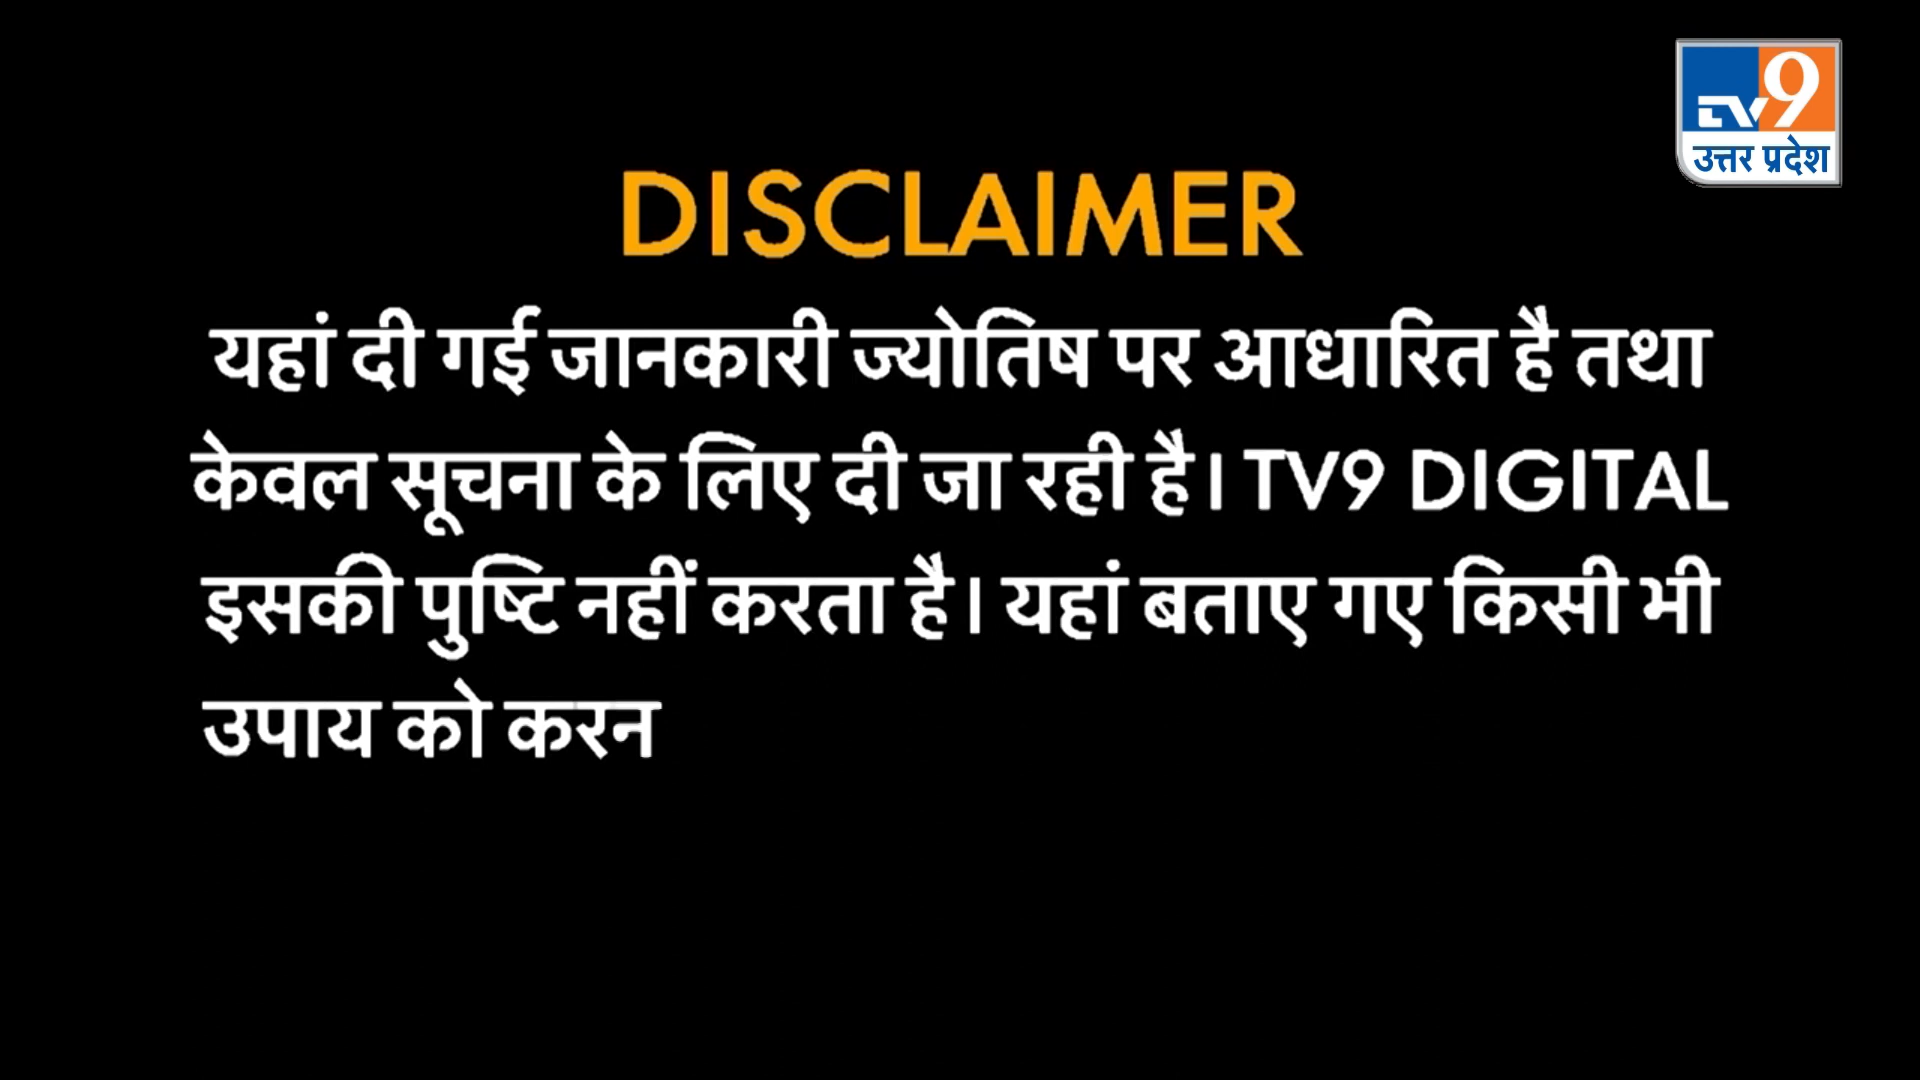 TV9
उत्तर प्रदेश
DISCLAIMER
यहां दी गई जानकारी ज्योतिष पर आधारित है तथा
केवल सूचना के लिए दी जा रही है। TV9 DIGITAL
इसकी पुष्टि नहीं करता है। यहां बताए गए किसी भी
उपाय को करन